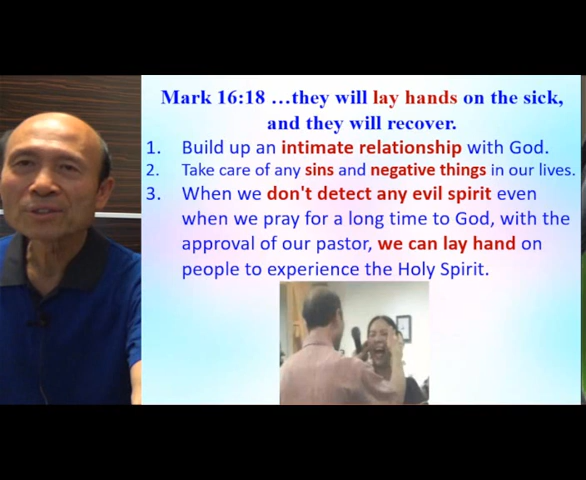 Mark 16:18 …they will lay hands on the sick,
and they will recover.
1. Build up an intimate relationship with God.
2. Take care of any sins and negative things in our lives.
3. When we don't detect any evil spirit even
when we pray for a long time to God, with the
approval of our pastor, we can lay hand on
people to experience the Holy Spirit.